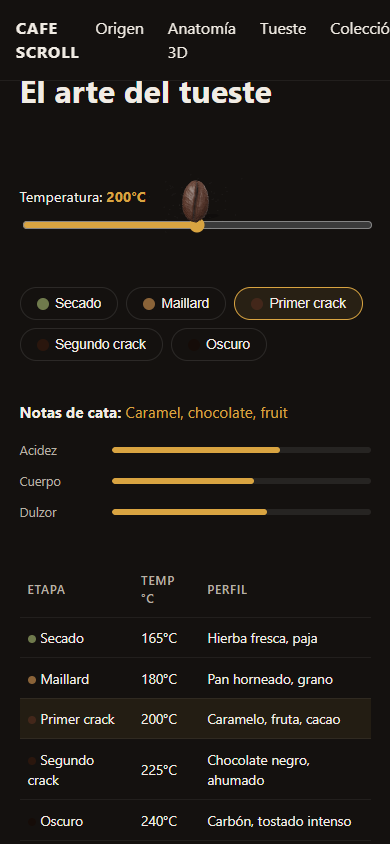 CAFE SCROLL Origen Anatomía 3D Tueste Colecció
El arte del tueste
Temperatura: 200°C
Secado Maillard Primer crack
Segundo crack Oscuro
Notas de cata: Caramel, chocolate, fruit
Acidez
Cuerpo
Dulzor
ETAPA TEMP °C PERFIL
Secado 165°C Hierba fresca, paja
Maillard 180°C Pan horneado, grano
Primer crack 200°C Caramelo, fruta, cacao
Segundo crack 225°C Chocolate negro, ahumado
Oscuro 240°C Carbón, tostado intenso